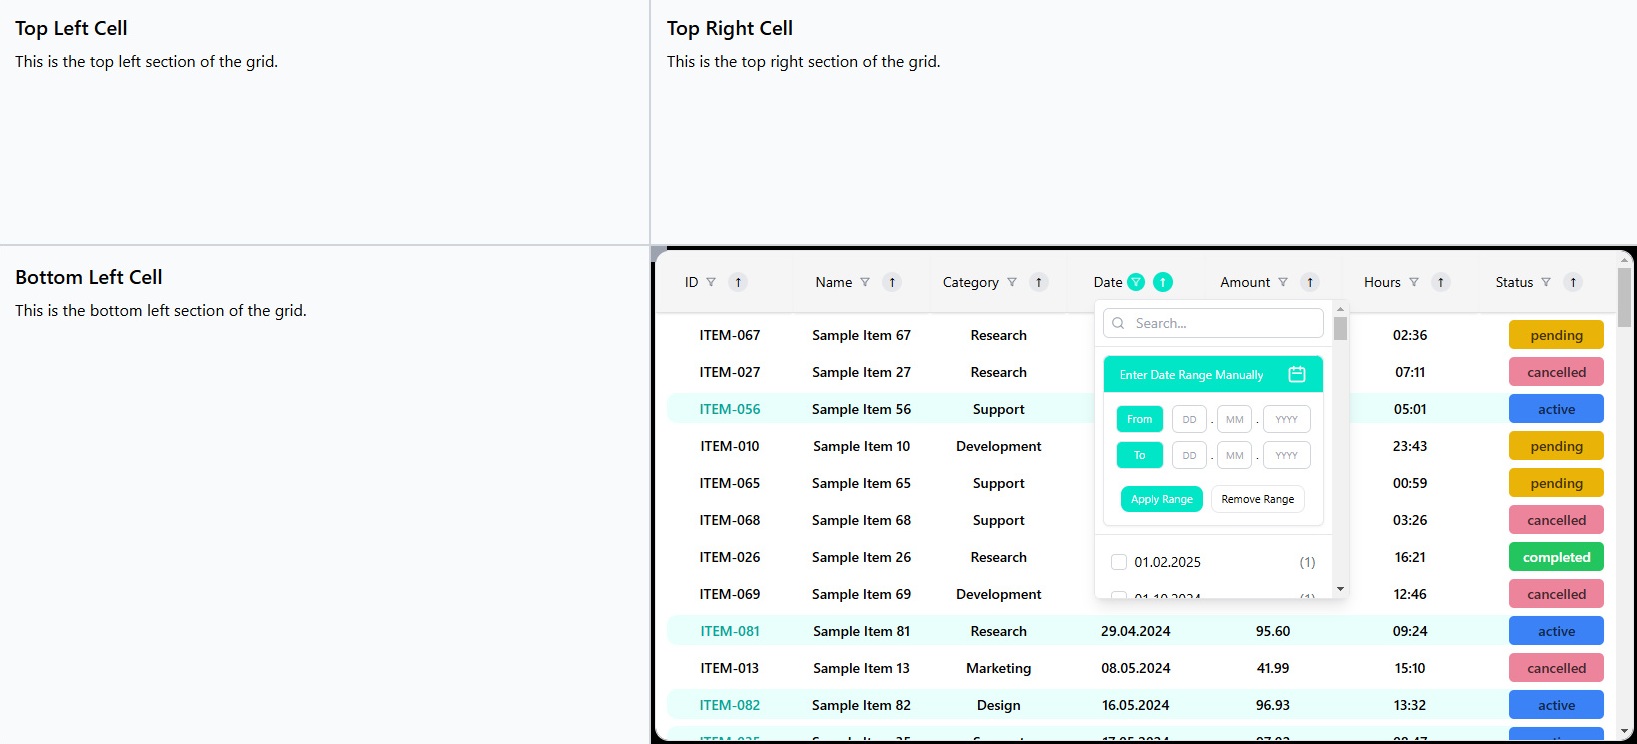 Top Left Cell
This is the top left section of the grid.
Top Right Cell
This is the top right section of the grid.
Bottom Left Cell
This is the bottom left section of the grid.
ID Name Category Date Amount Hours Status
Search...
Enter Date Range Manually
From DD . MM . YYYY
To DD . MM . YYYY
Apply Range Remove Range
01.02.2025 (1)
01.10.2024 (1)
ITEM-067 Sample Item 67 Research 02:36 pending
ITEM-027 Sample Item 27 Research 07:11 cancelled
ITEM-056 Sample Item 56 Support 05:01 active
ITEM-010 Sample Item 10 Development 23:43 pending
ITEM-065 Sample Item 65 Support 00:59 pending
ITEM-068 Sample Item 68 Support 03:26 cancelled
ITEM-026 Sample Item 26 Research 16:21 completed
ITEM-069 Sample Item 69 Development 12:46 cancelled
ITEM-081 Sample Item 81 Research 29.04.2024 95.60 09:24 active
ITEM-013 Sample Item 13 Marketing 08.05.2024 41.99 15:10 cancelled
ITEM-082 Sample Item 82 Design 16.05.2024 96.93 13:32 active